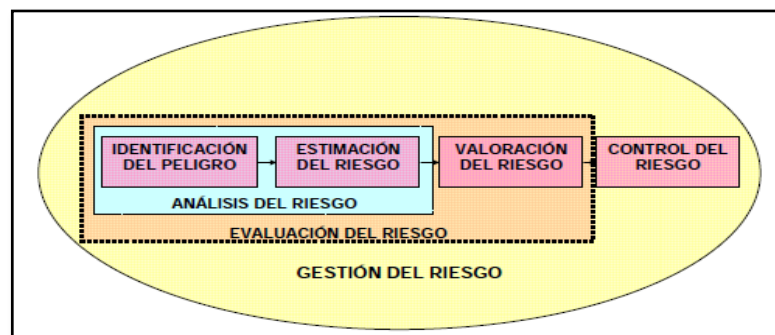 IDENTIFICACIÓN
DEL PELIGRO
ESTIMACIÓN
DEL RIESGO
VALORACIÓN
DEL RIESGO
CONTROL DEL
RIESGO
ANÁLISIS DEL RIESGO
EVALUACIÓN DEL RIESGO
GESTIÓN DEL RIESGO